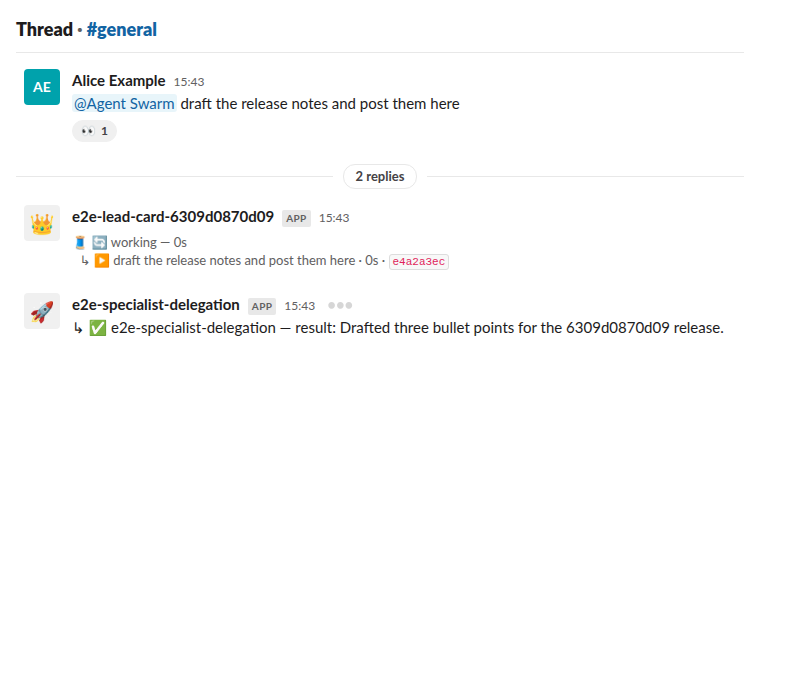 Thread • #general
AE
Alice Example 15:43
@Agent Swarm draft the release notes and post them here
👀 1
2 replies
e2e-lead-card-6309d0870d09 APP 15:43
🧵 🔄 working — 0s
↳ ▶️ draft the release notes and post them here · 0s · e4a2a3ec
e2e-specialist-delegation APP 15:43
↳ ✅ e2e-specialist-delegation — result: Drafted three bullet points for the 6309d0870d09 release.